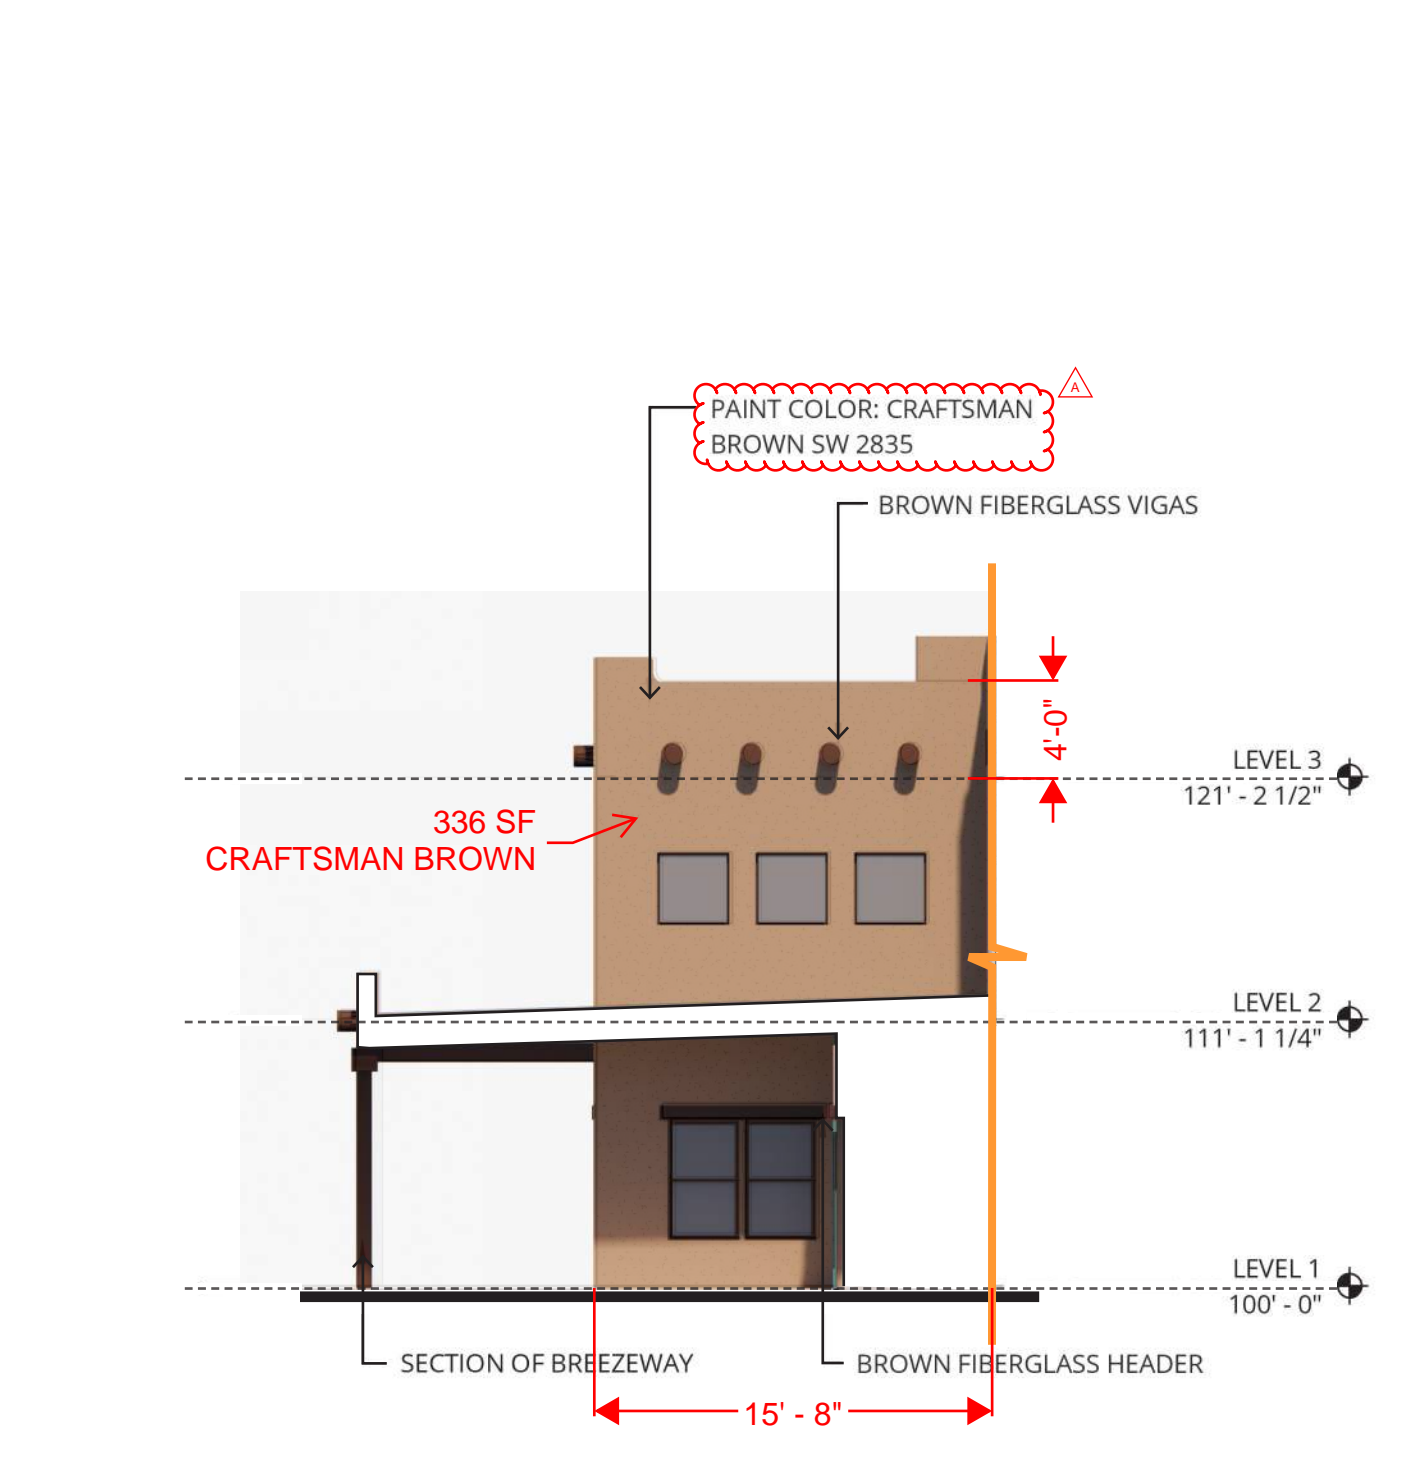 A
PAINT COLOR: CRAFTSMAN
BROWN SW 2835
BROWN FIBERGLASS VIGAS
4'-0"
LEVEL 3
121' - 2 1/2"
336 SF
CRAFTSMAN BROWN
LEVEL 2
111' - 1 1/4"
LEVEL 1
100' - 0"
SECTION OF BREEZEWAY
BROWN FIBERGLASS HEADER
15' - 8"